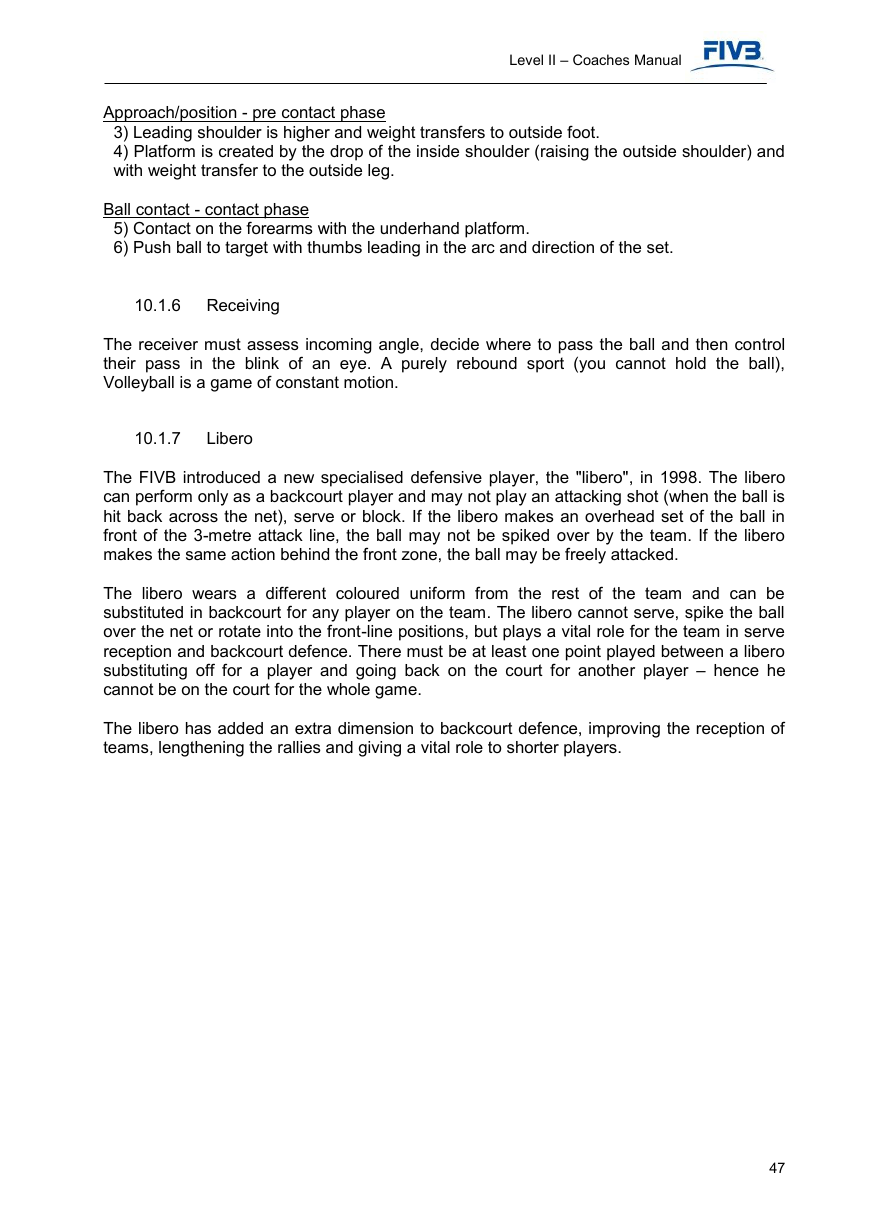 Level II – Coaches Manual
FIVB
Approach/position - pre contact phase
3) Leading shoulder is higher and weight transfers to outside foot.
4) Platform is created by the drop of the inside shoulder (raising the outside shoulder) and
with weight transfer to the outside leg.
Ball contact - contact phase
5) Contact on the forearms with the underhand platform.
6) Push ball to target with thumbs leading in the arc and direction of the set.
10.1.6 Receiving
The receiver must assess incoming angle, decide where to pass the ball and then control
their pass in the blink of an eye. A purely rebound sport (you cannot hold the ball),
Volleyball is a game of constant motion.
10.1.7 Libero
The FIVB introduced a new specialised defensive player, the "libero", in 1998. The libero
can perform only as a backcourt player and may not play an attacking shot (when the ball is
hit back across the net), serve or block. If the libero makes an overhead set of the ball in
front of the 3-metre attack line, the ball may not be spiked over by the team. If the libero
makes the same action behind the front zone, the ball may be freely attacked.
The libero wears a different coloured uniform from the rest of the team and can be
substituted in backcourt for any player on the team. The libero cannot serve, spike the ball
over the net or rotate into the front-line positions, but plays a vital role for the team in serve
reception and backcourt defence. There must be at least one point played between a libero
substituting off for a player and going back on the court for another player – hence he
cannot be on the court for the whole game.
The libero has added an extra dimension to backcourt defence, improving the reception of
teams, lengthening the rallies and giving a vital role to shorter players.
47